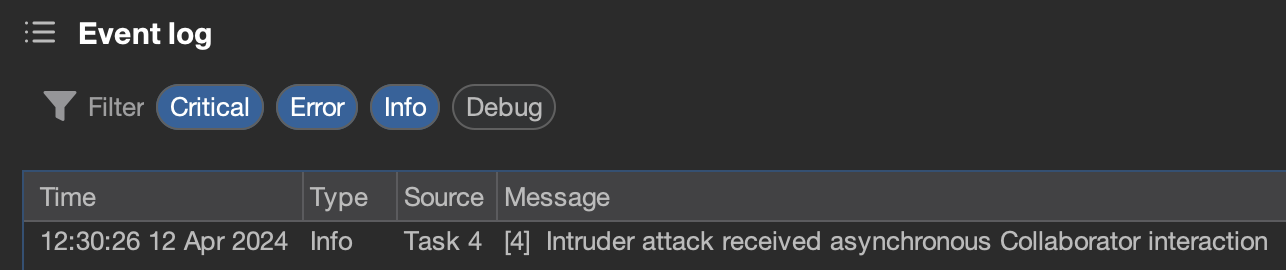 Event log
Filter Critical Error Info Debug
Time Type Source Message
12:30:26 12 Apr 2024 Info Task 4 [4] Intruder attack received asynchronous Collaborator interaction